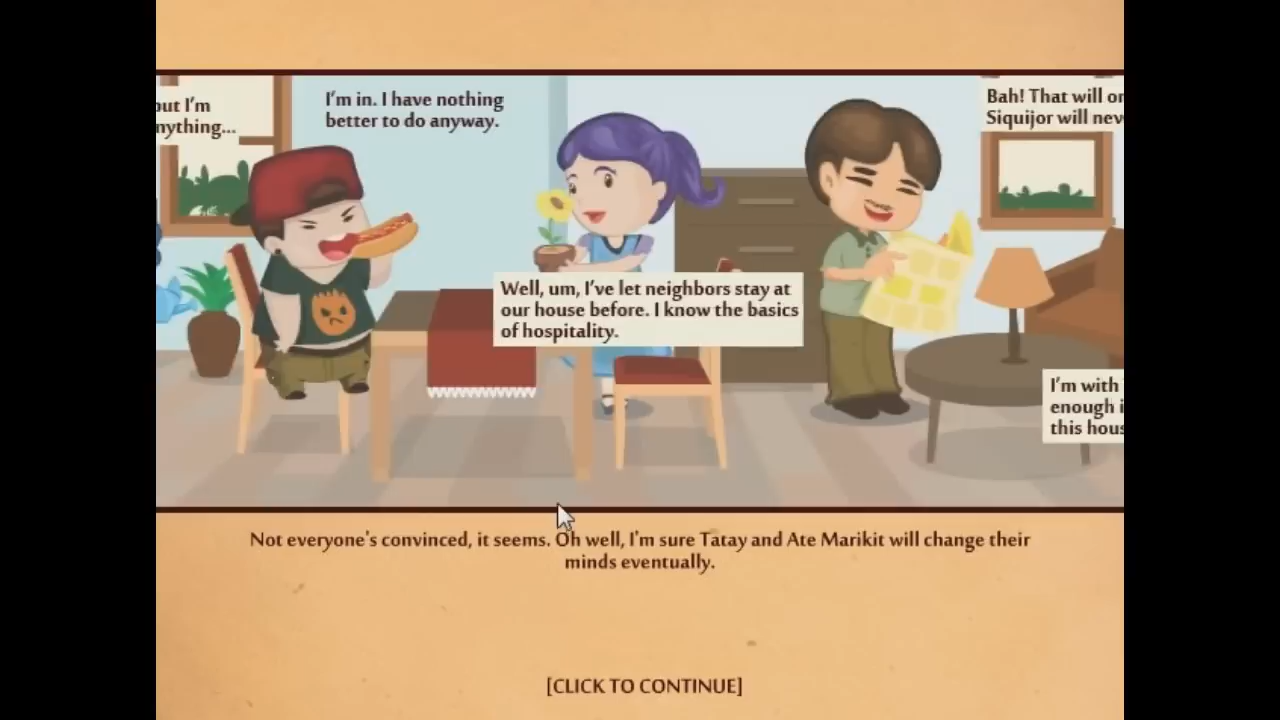 but I'm
nything...
I'm in. I have nothing
better to do anyway.
Well, um, I've let neighbors stay at
our house before. I know the basics
of hospitality.
Bah! That will on
Siquijor will nev
I'm with
enough i
this hous
Not everyone's convinced, it seems. Oh well, I'm sure Tatay and Ate Marikit will change their
minds eventually.
[CLICK TO CONTINUE]